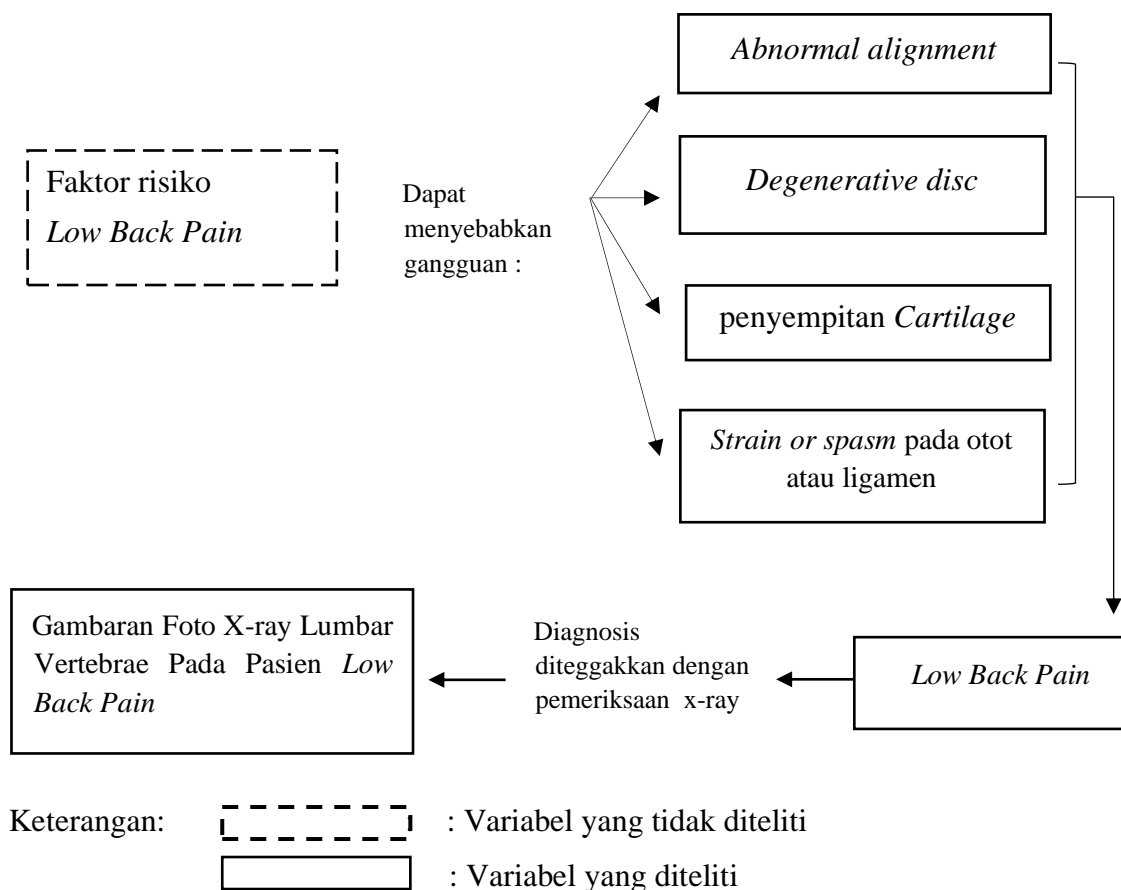 Abnormal alignment
Faktor risiko
Low Back Pain
Dapat
menyebabkan
gangguan :
Degenerative disc
penyempitan Cartilage
Strain or spasm pada otot
atau ligamen
Gambaran Foto X-ray Lumbar
Vertebrae Pada Pasien Low
Back Pain
Diagnosis
diteggakkan dengan
pemeriksaan x-ray
Low Back Pain
Keterangan:
: Variabel yang tidak diteliti
: Variabel yang diteliti